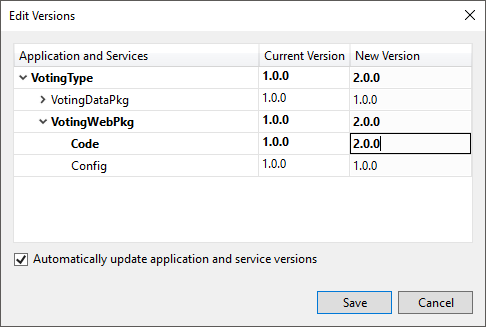 Edit Versions
Application and Services Current Version New Version
VotingType 1.0.0 2.0.0
VotingDataPkg 1.0.0 1.0.0
VotingWebPkg 1.0.0 2.0.0
Code 1.0.0 2.0.0
Config 1.0.0 1.0.0
Automatically update application and service versions
Save Cancel